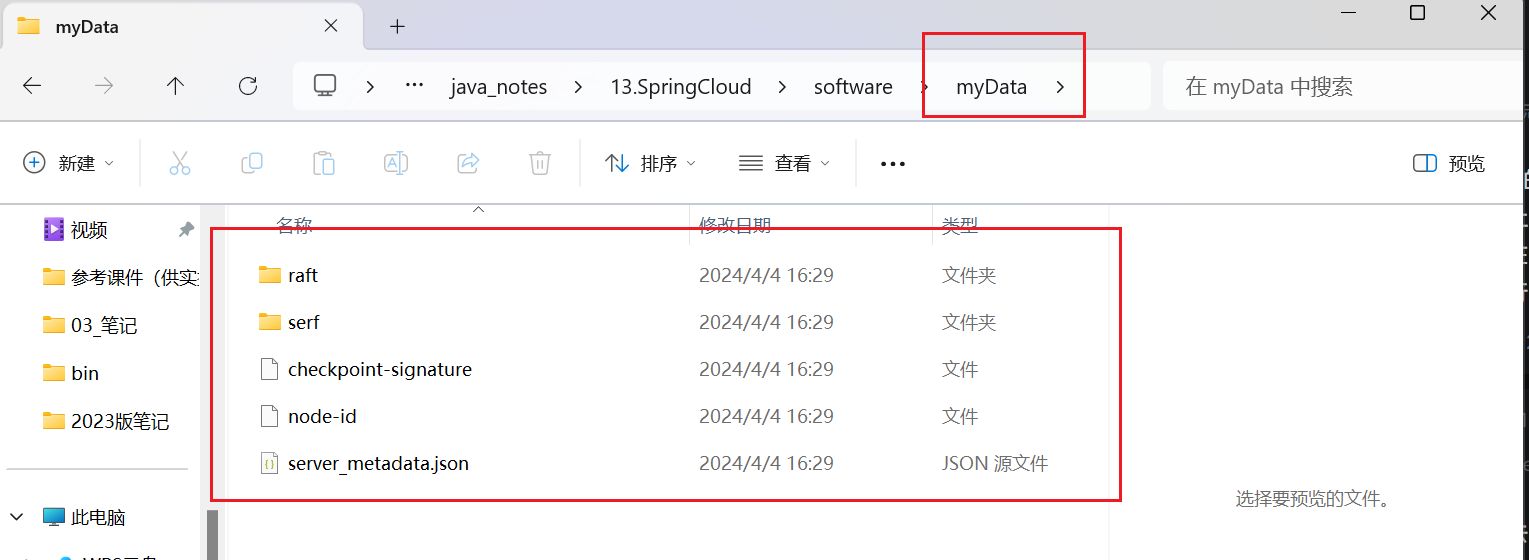 myData
java_notes 13.SpringCloud software myData 在 myData 中搜索
新建 排序 查看 预览
名称 修改日期 类型
视频
参考课件（供实
03_笔记
bin
2023版笔记
此电脑
raft 2024/4/4 16:29 文件夹
serf 2024/4/4 16:29 文件夹
checkpoint-signature 2024/4/4 16:29 文件
node-id 2024/4/4 16:29 文件
server_metadata.json 2024/4/4 16:29 JSON 源文件
选择要预览的文件。